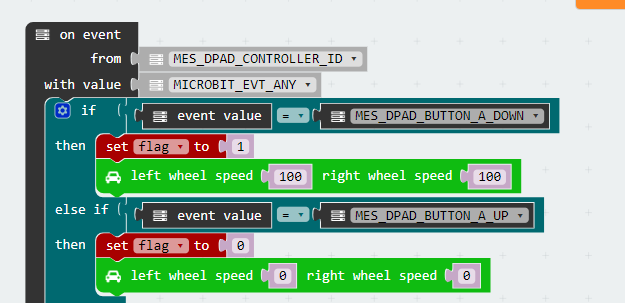 on event
from MES_DPAD_CONTROLLER_ID
with value MICROBIT_EVT_ANY
if event value = MES_DPAD_BUTTON_A_DOWN
then set flag to 1
left wheel speed 100 right wheel speed 100
else if event value = MES_DPAD_BUTTON_A_UP
then set flag to 0
left wheel speed 0 right wheel speed 0